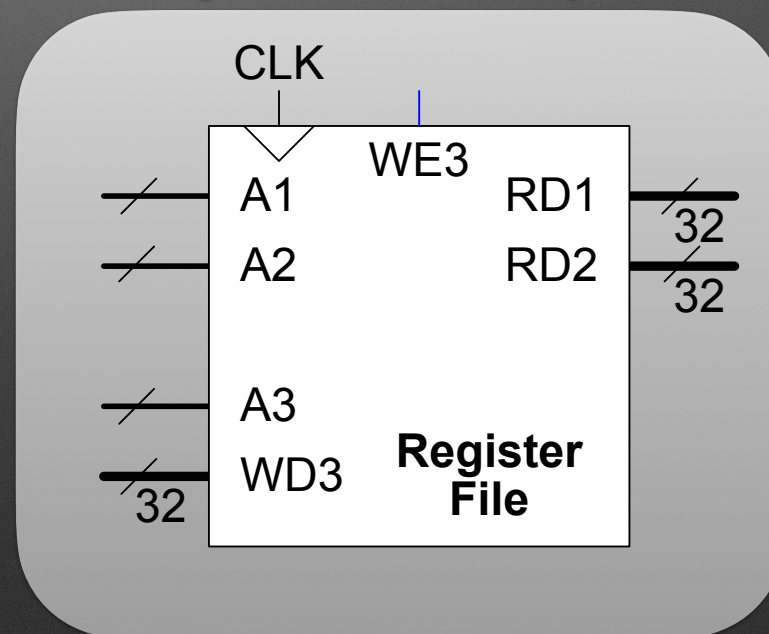 CLK
WE3
A1
RD1
32
A2
RD2
32
A3
WD3
32
Register
File